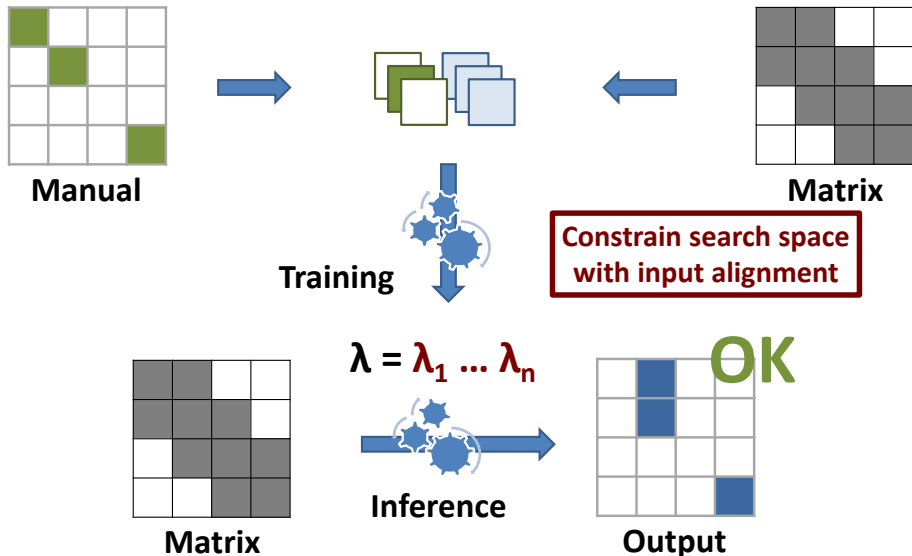 Manual
Matrix
Constrain search space
with input alignment
Training
λ = λ1 ... λn
OK
Inference
Matrix
Output